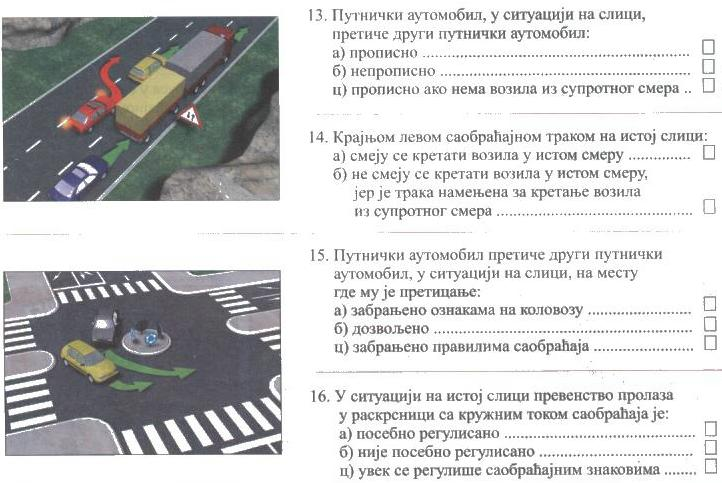 13. Путнички аутомобил, у ситуацији на слици,
претиче други путнички аутомобил:
а) прописно ........................................................
б) непрописно .....................................................
ц) прописно ако нема возила из супротног смера ..
14. Крајњом левом саобраћајном траком на истој слици:
а) смеју се кретати возила у истом смеру ...............
б) не смеју се кретати возила у истом смеру,
јер је трака намењена за кретање возила
из супротног смера .......................................
15. Путнички аутомобил претиче други путнички
аутомобил, у ситуацији на слици, на месту
где му је претицање:
а) забрањено ознакама на коловозу .......................
б) дозвољено .....................................................
ц) забрањено правилима саобраћаја .....................
16. У ситуацији на истој слици превенство пролаза
у раскрсници са кружним током саобраћаја је:
а) посебно регулисано .......................................
б) није посебно регулисано ................................
ц) увек се регулише саобраћајним знаковима ........